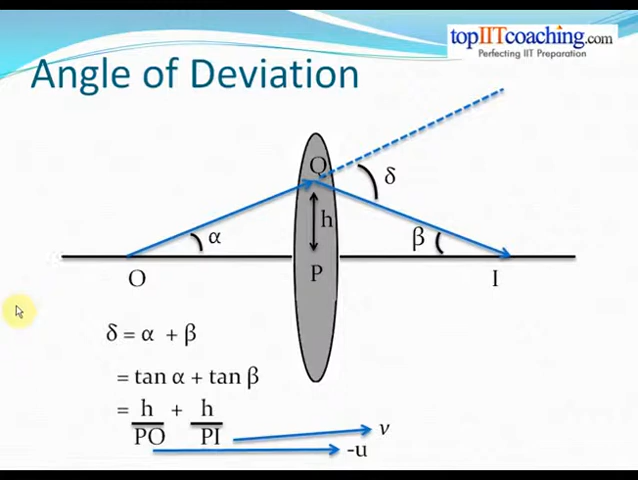 topIITcoaching.com
Perfecting IIT Preparation
Angle of Deviation
Q
δ
α
h
β
O
P
I
δ = α + β
= tan α + tan β
= h + h
PO PI
v
-u